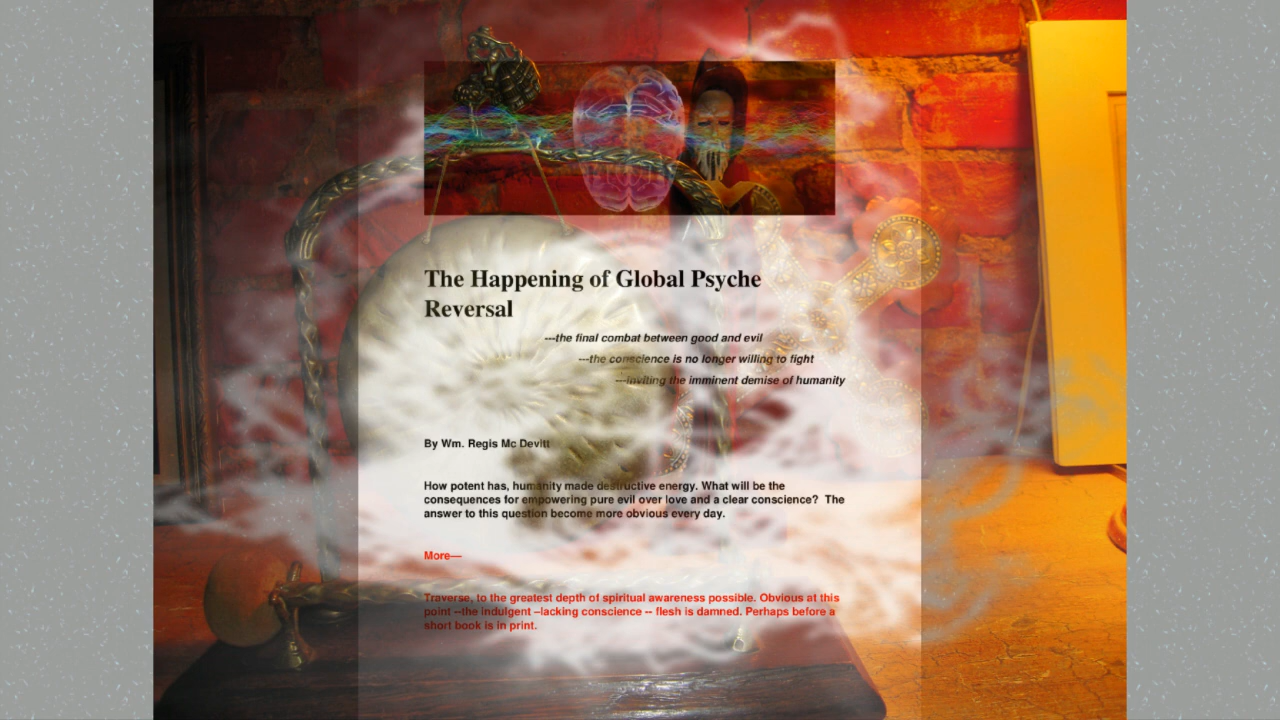 The Happening of Global Psyche
Reversal
---the final combat between good and evil
---the conscience is no longer willing to fight
---inviting the imminent demise of humanity
By Wm. Regis Mc Devitt
How potent has, humanity made destructive energy. What will be the
consequences for empowering pure evil over love and a clear conscience?  The
answer to this question become more obvious every day.
More—
Traverse, to the greatest depth of spiritual awareness possible. Obvious at this
point --the indulgent –lacking conscience -- flesh is damned. Perhaps before a
short book is in print.